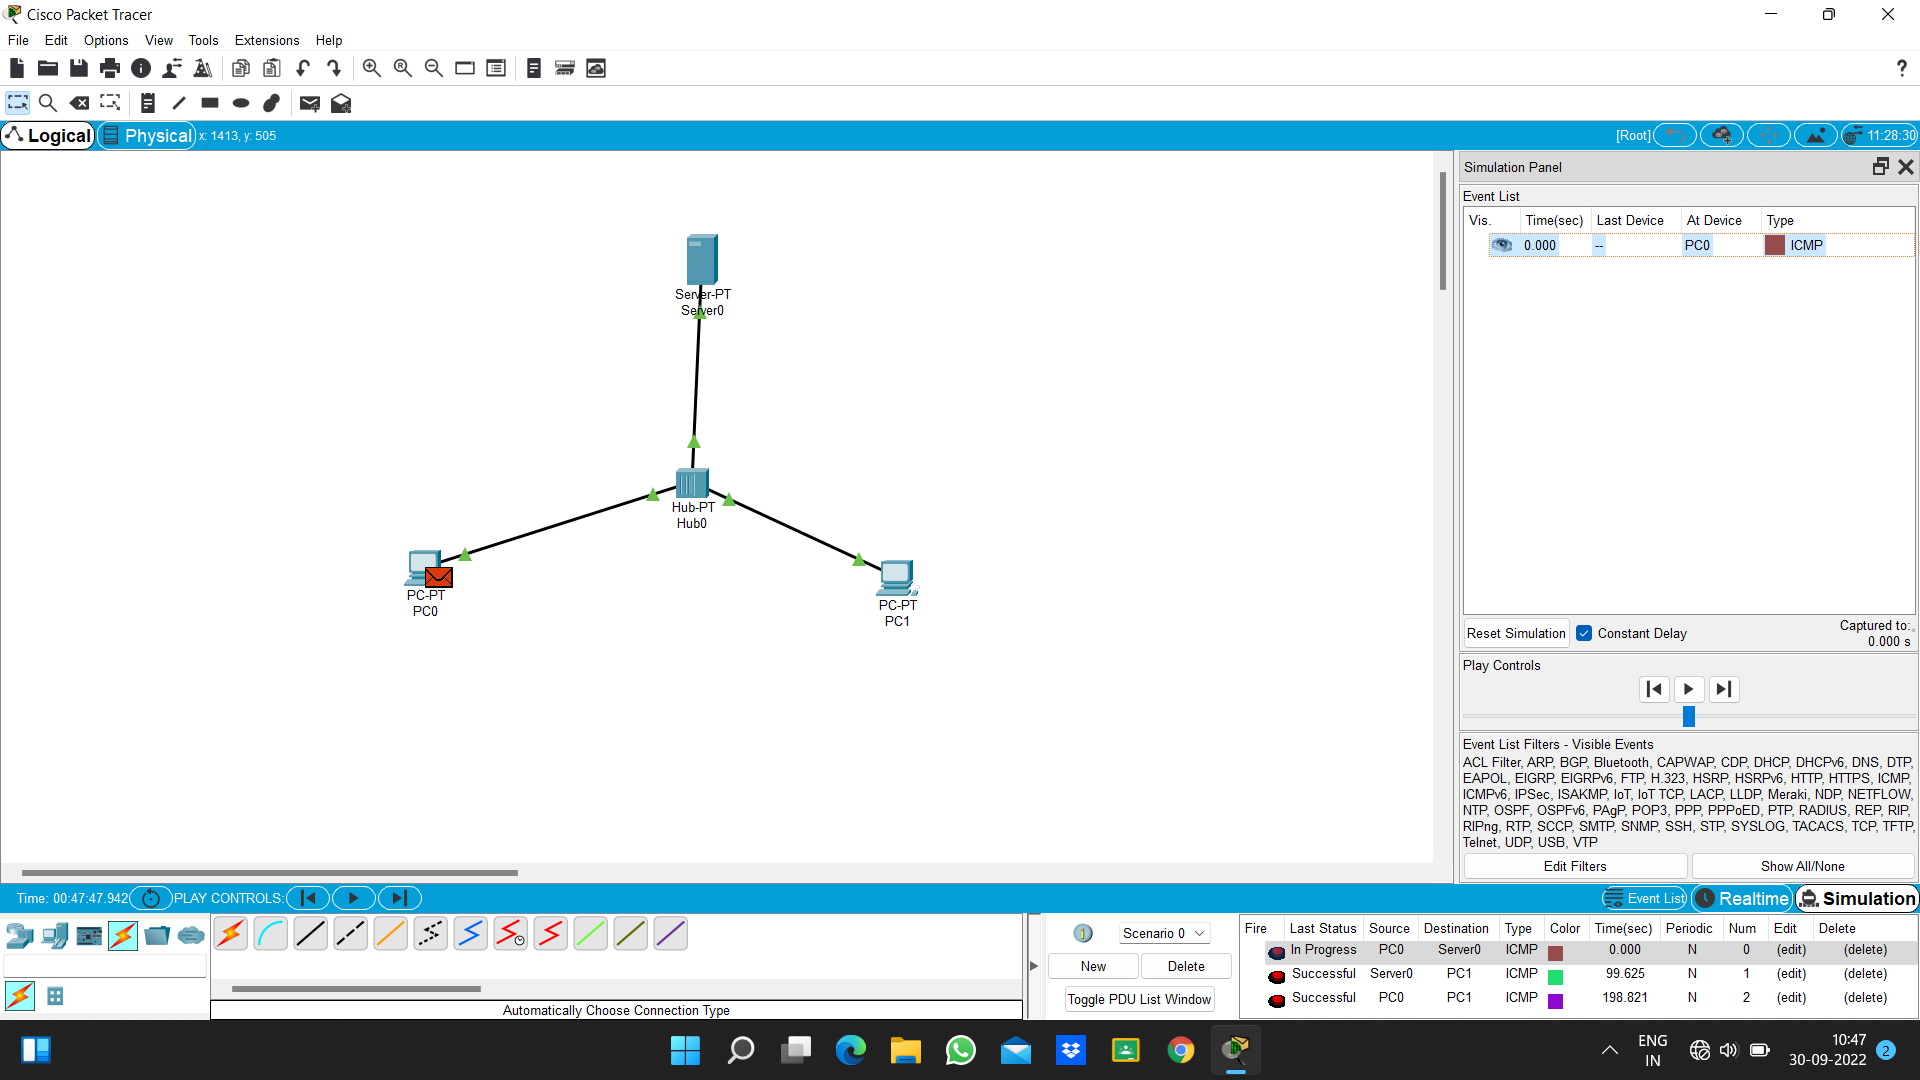 Cisco Packet Tracer
File Edit Options View Tools Extensions Help
?
Logical Physical x: 1413, y: 505 [Root] 11:28:30
Simulation Panel
Event List
Vis. Time(sec) Last Device At Device Type
0.000 -- PC0 ICMP
Server-PT
Server0
Hub-PT
Hub0
PC-PT
PC0
PC-PT
PC1
Reset Simulation Constant Delay Captured to:
0.000 s
Play Controls
Event List Filters - Visible Events
ACL Filter, ARP, BGP, Bluetooth, CAPWAP, CDP, DHCP, DHCPv6, DNS, DTP,
EAPOL, EIGRP, EIGRPv6, FTP, H.323, HSRP, HSRPv6, HTTP, HTTPS, ICMP,
ICMPv6, IPSec, ISAKMP, IoT, IoT TCP, LACP, LLDP, Meraki, NDP, NETFLOW,
NTP, OSPF, OSPFv6, PAgP, POP3, PPP, PPPoED, PTP, RADIUS, REP, RIP,
RIPng, RTP, SCCP, SMTP, SNMP, SSH, STP, SYSLOG, TACACS, TCP, TFTP,
Telnet, UDP, USB, VTP
Edit Filters Show All/None
Time: 00:47:47.942 PLAY CONTROLS: Event List Realtime Simulation
Scenario 0
New Delete
Toggle PDU List Window
Fire Last Status Source Destination Type Color Time(sec) Periodic Num Edit Delete
In Progress PC0 Server0 ICMP 0.000 N 0 (edit) (delete)
Successful Server0 PC1 ICMP 99.625 N 1 (edit) (delete)
Successful PC0 PC1 ICMP 198.821 N 2 (edit) (delete)
Automatically Choose Connection Type
ENG
IN
10:47
30-09-2022
2